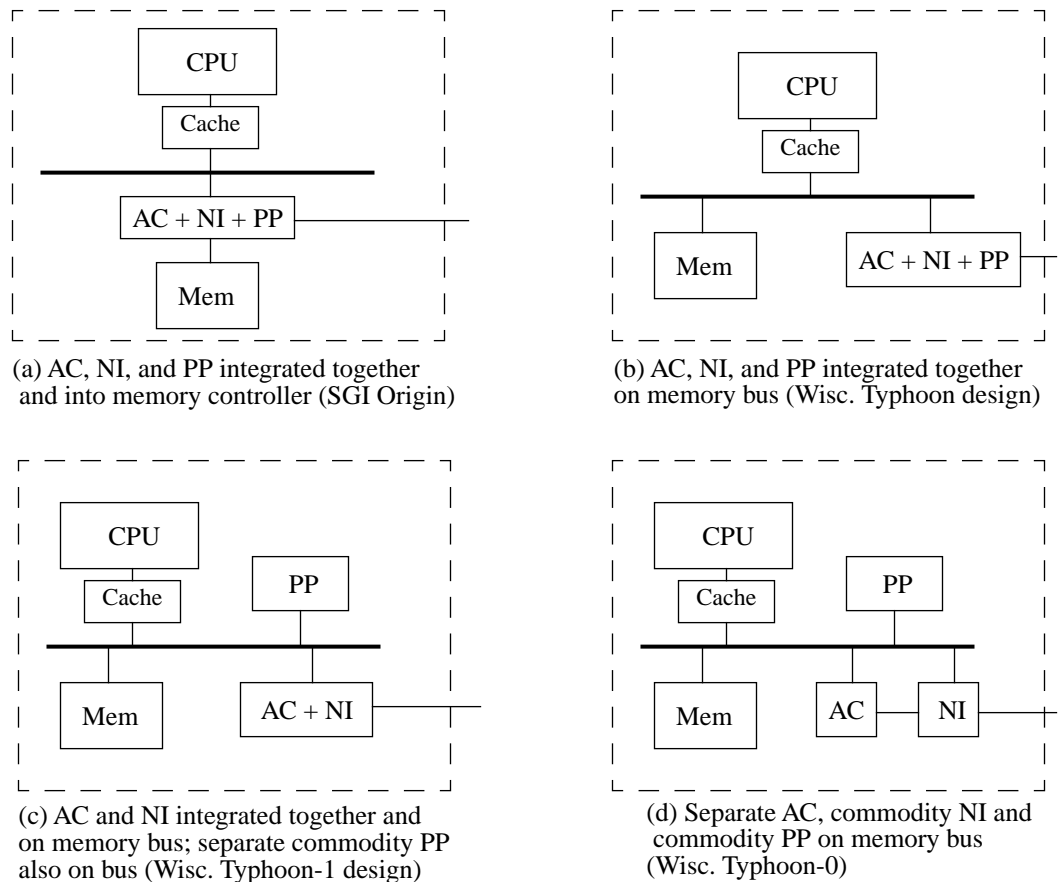 CPU
Cache
AC + NI + PP
Mem
(a) AC, NI, and PP integrated together
and into memory controller (SGI Origin)
CPU
Cache
Mem
AC + NI + PP
(b) AC, NI, and PP integrated together
on memory bus (Wisc. Typhoon design)
CPU
Cache
PP
Mem
AC + NI
(c) AC and NI integrated together and
on memory bus; separate commodity PP
also on bus (Wisc. Typhoon-1 design)
CPU
Cache
PP
Mem
AC
NI
(d) Separate AC, commodity NI and
commodity PP on memory bus
(Wisc. Typhoon-0)